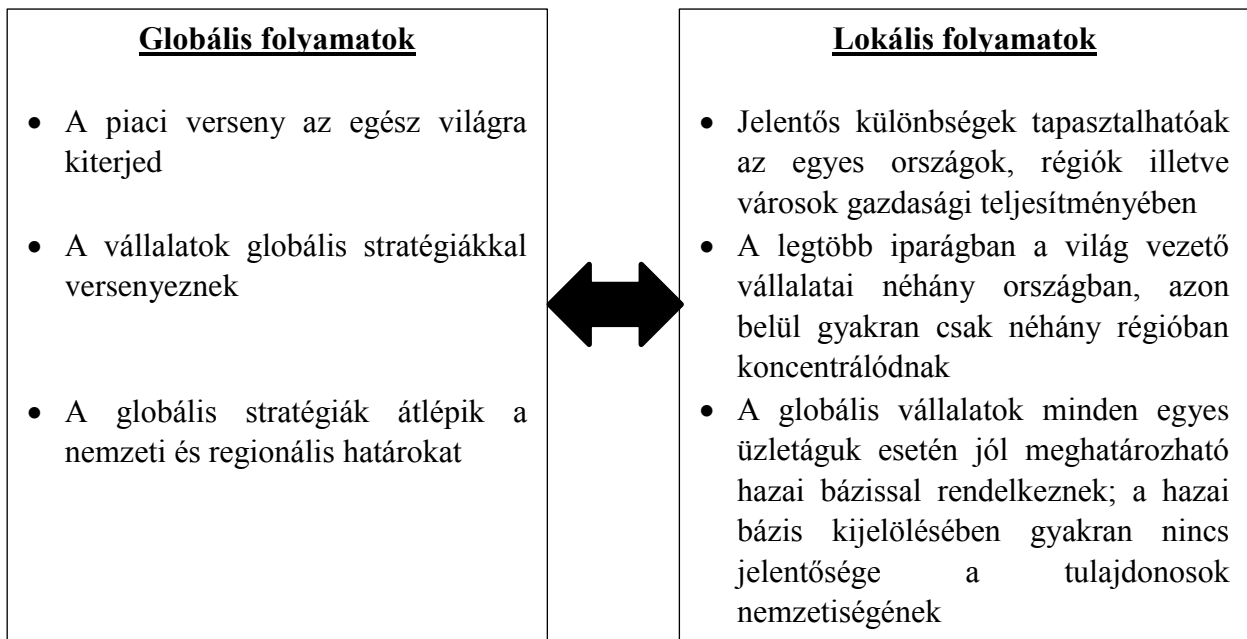 Globális folyamatok
• A piaci verseny az egész világra
kiterjed
• A vállalatok globális stratégiákkal
versenyeznek
• A globális stratégiák átlépik a
nemzeti és regionális határokat
Lokális folyamatok
• Jelentős különbségek tapasztalhatóak
az egyes országok, régiók illetve
városok gazdasági teljesítményében
• A legtöbb iparágban a világ vezető
vállalatai néhány országban, azon
belül gyakran csak néhány régióban
koncentrálódnak
• A globális vállalatok minden egyes
üzletáguk esetén jól meghatározható
hazai bázissal rendelkeznek; a hazai
bázis kijelölésében gyakran nincs
jelentősége a tulajdonosok
nemzetiségének